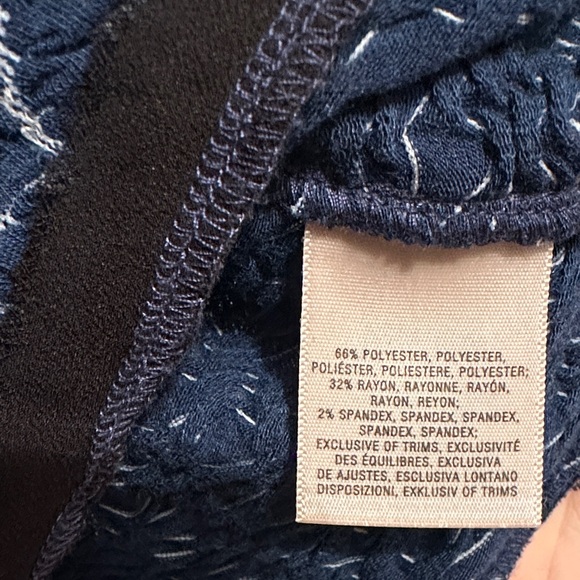 66% POLYESTER, POLYESTER,
POLIÉSTER, POLIESTERE, POLYESTER;
32% RAYON, RAYONNE, RAYÓN,
RAYON, REYON;
2% SPANDEX, SPANDEX, SPANDEX,
SPANDEX, SPANDEX;
EXCLUSIVE OF TRIMS, EXCLUSIVITÉ
DES ÉQUILIBRES, EXCLUSIVA
DE AJUSTES, ESCLUSIVA LONTANO
DISPOSIZIONI, EXKLUSIV OF TRIMS